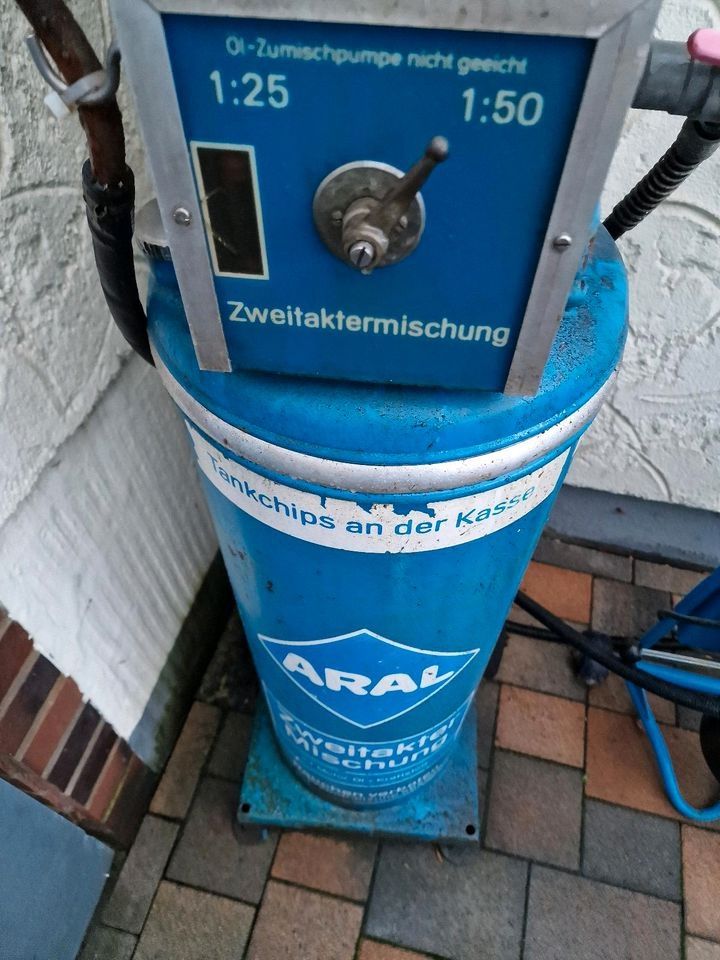 Öl-Zumischpumpe nicht geeicht
1:25
1:50
Zweitaktermischung
Tankchips an der Kasse
ARAL
Zweitakter
Mischung